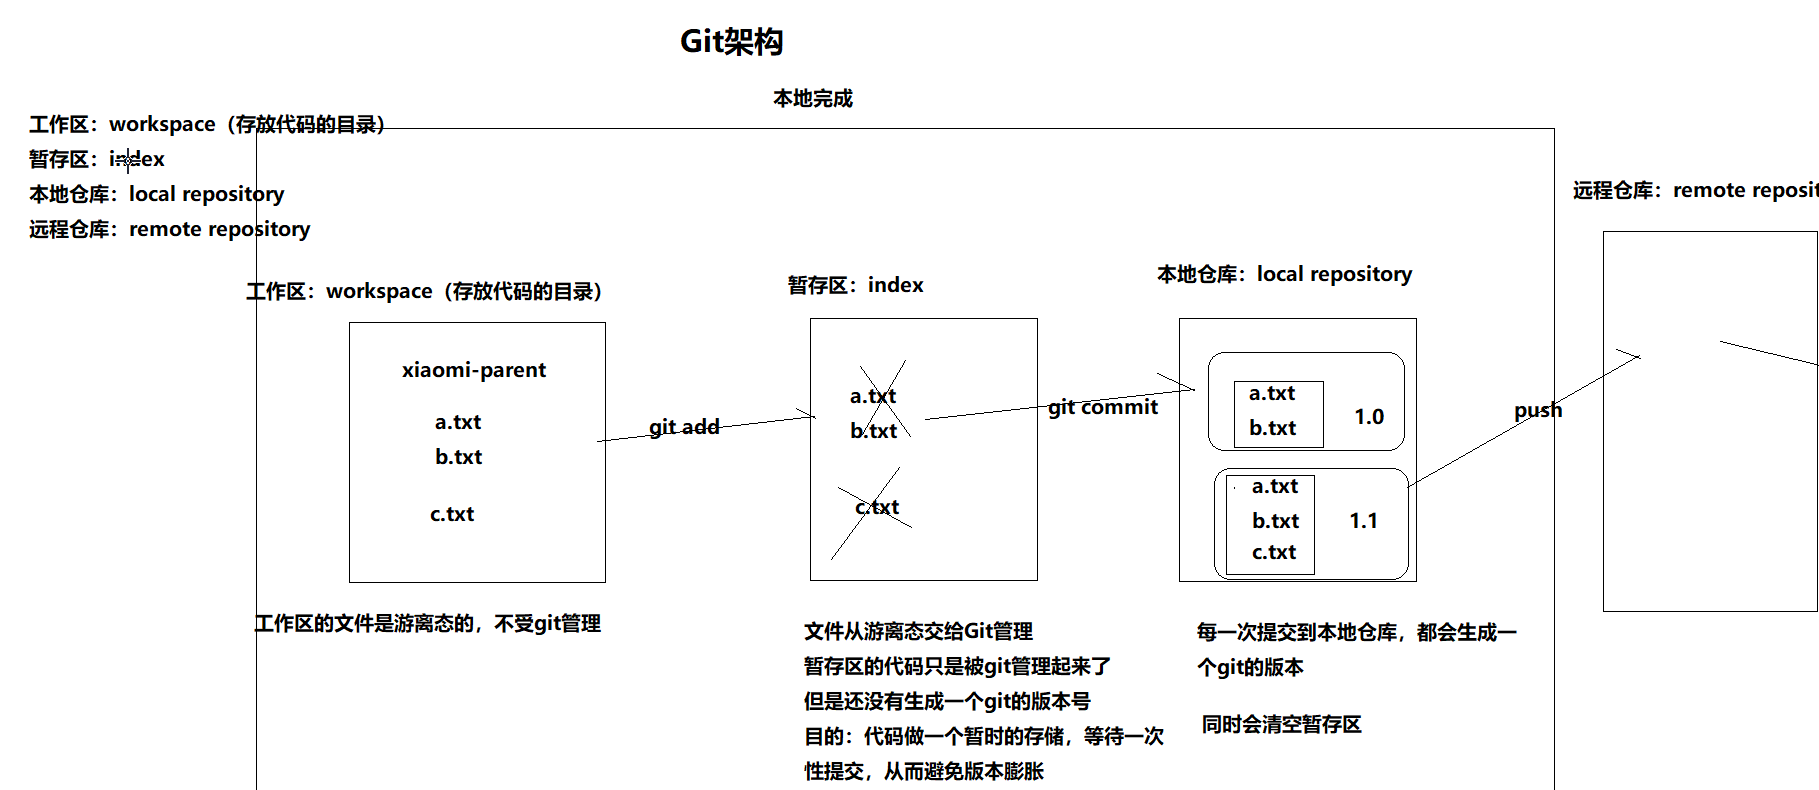 Git架构
本地完成
工作区：workspace（存放代码的目录）
暂存区：index
本地仓库：local repository
远程仓库：remote repository
远程仓库：remote reposit
工作区：workspace（存放代码的目录）
暂存区：index
本地仓库：local repository
xiaomi-parent
a.txt
b.txt
c.txt
git add
a.txt
b.txt
c.txt
git commit
a.txt
b.txt
1.0
a.txt
b.txt
c.txt
1.1
push
工作区的文件是游离态的，不受git管理
文件从游离态交给Git管理
暂存区的代码只是被git管理起来了
但是还没有生成一个git的版本号
目的：代码做一个暂时的存储，等待一次
性提交，从而避免版本膨胀
每一次提交到本地仓库，都会生成一
个git的版本
同时会清空暂存区